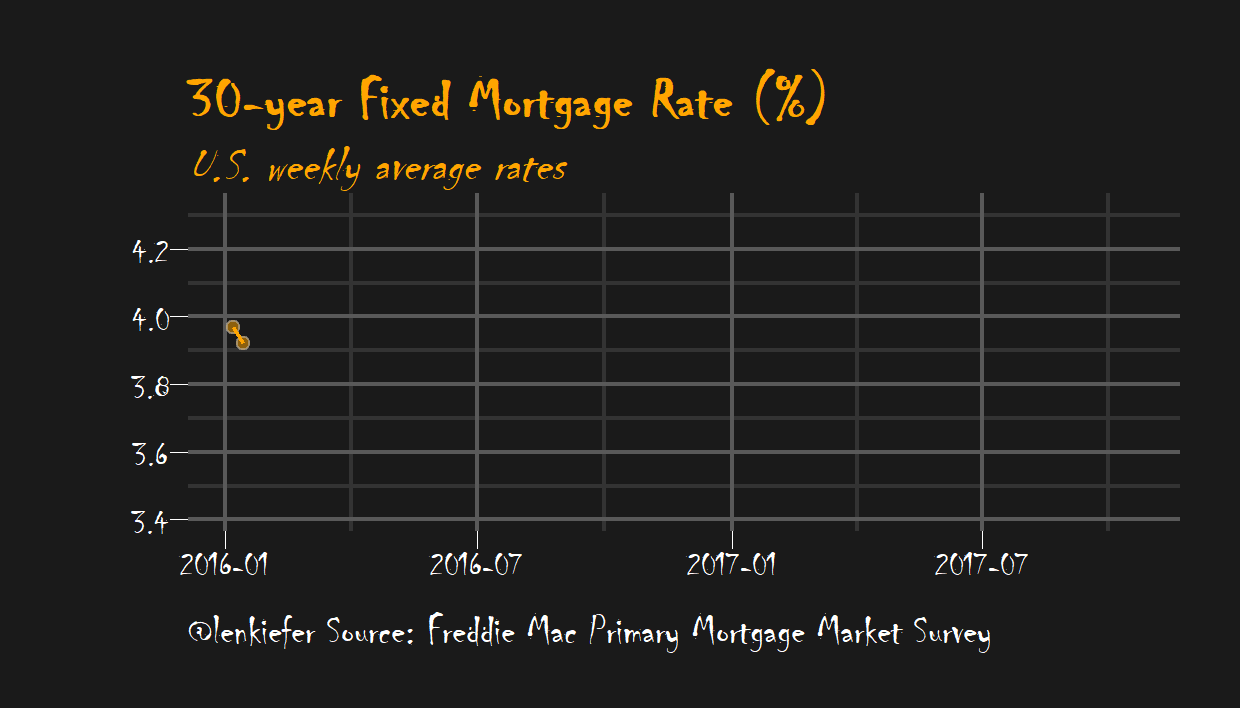 30-year Fixed Mortgage Rate (%)
U.S. weekly average rates
4.2
4.0
3.8
3.6
3.4
2016-01 2016-07 2017-01 2017-07
@lenkiefer Source: Freddie Mac Primary Mortgage Market Survey